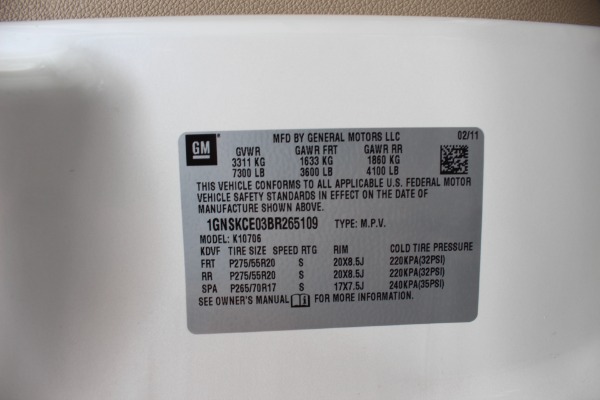 GM
MFD BY GENERAL MOTORS LLC 02/11
GVWR GAWR FRT GAWR RR
3311 KG 1633 KG 1860 KG
7300 LB 3600 LB 4100 LB
THIS VEHICLE CONFORMS TO ALL APPLICABLE U.S. FEDERAL MOTOR
VEHICLE SAFETY STANDARDS IN EFFECT ON THE DATE OF
MANUFACTURE SHOWN ABOVE.
1GNSKCE03BR265109 TYPE: M.P.V.
MODEL: K10706
KDVF TIRE SIZE SPEED RTG RIM COLD TIRE PRESSURE
FRT P275/55R20 S 20X8.5J 220KPA(32PSI)
RR P275/55R20 S 20X8.5J 220KPA(32PSI)
SPA P265/70R17 S 17X7.5J 240KPA(35PSI)
SEE OWNER'S MANUAL FOR MORE INFORMATION.